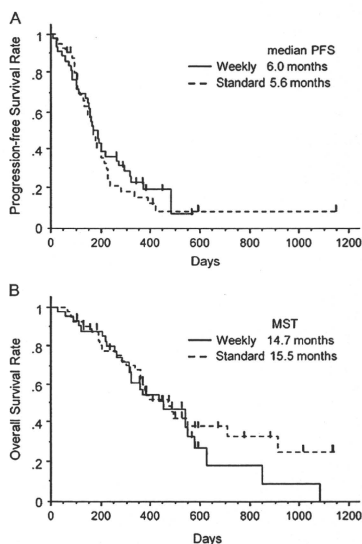 A
median PFS
Weekly 6.0 months
Standard 5.6 months
Progression-free Survival Rate
1
.8
.6
.4
.2
0
0 200 400 600 800 1000 1200
Days
B
MST
Weekly 14.7 months
Standard 15.5 months
Overall Survival Rate
1
.8
.6
.4
.2
0
0 200 400 600 800 1000 1200
Days